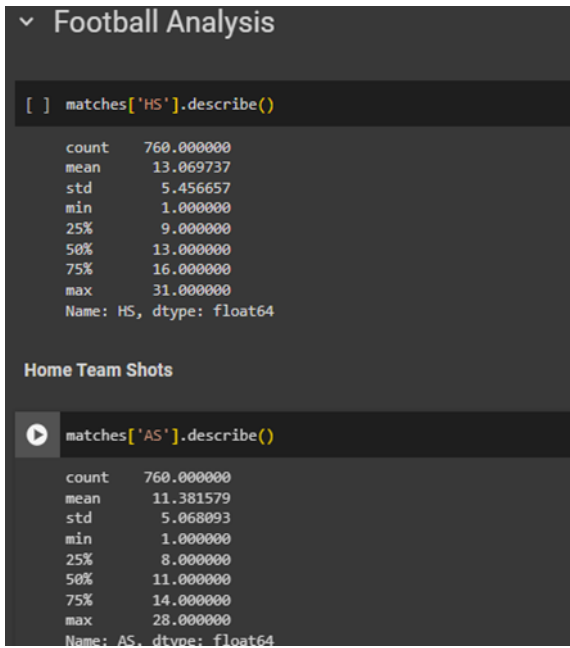 Football Analysis
[ ] matches['HS'].describe()
count 760.000000
mean 13.069737
std 5.456657
min 1.000000
25% 9.000000
50% 13.000000
75% 16.000000
max 31.000000
Name: HS, dtype: float64
Home Team Shots
matches['AS'].describe()
count 760.000000
mean 11.381579
std 5.068093
min 1.000000
25% 8.000000
50% 11.000000
75% 14.000000
max 28.000000
Name: AS, dtype: float64